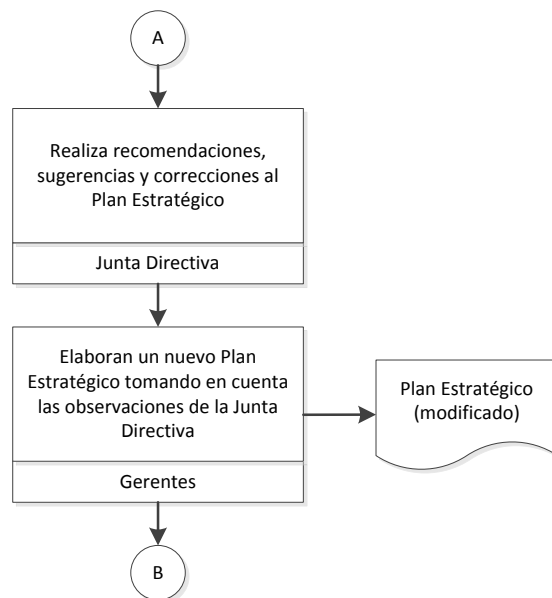 A
Realiza recomendaciones,
sugerencias y correcciones al
Plan Estratégico
Junta Directiva
Elaboran un nuevo Plan
Estratégico tomando en cuenta
las observaciones de la Junta
Directiva
Gerentes
Plan Estratégico
(modificado)
B